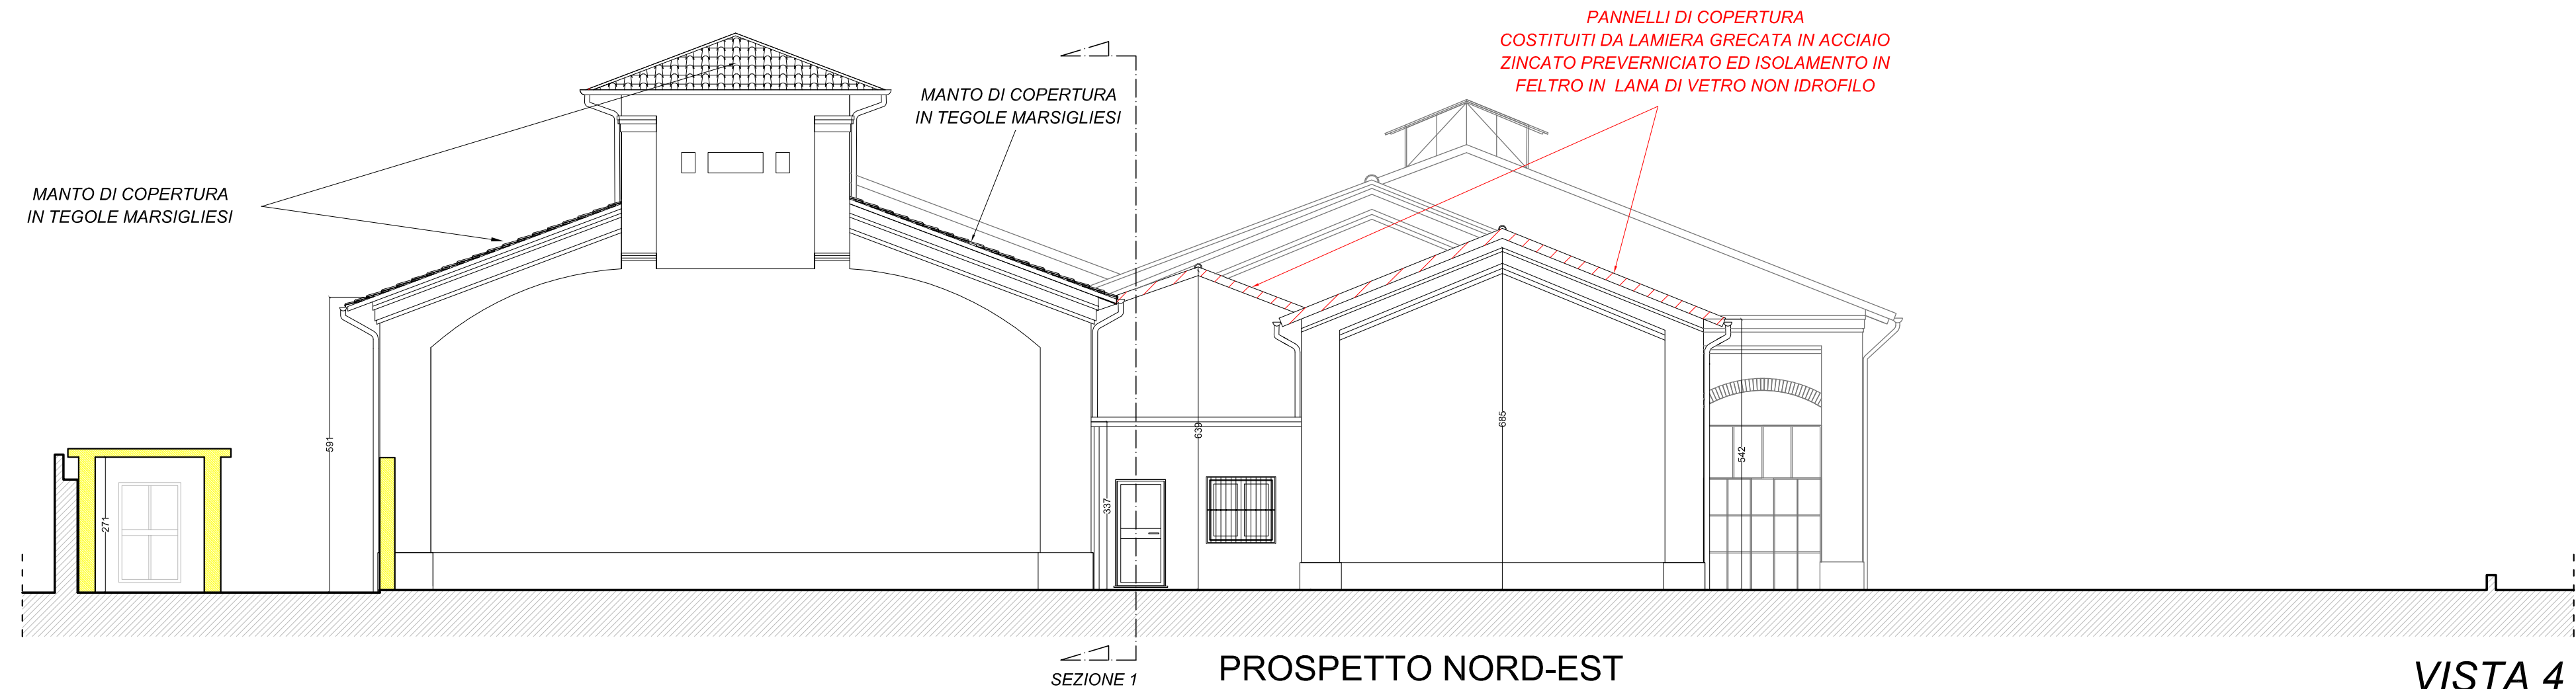 PANNELLI DI COPERTURA
COSTITUITI DA LAMIERA GRECATA IN ACCIAIO
ZINCATO PREVERNICIATO ED ISOLAMENTO IN
FELTRO IN LANA DI VETRO NON IDROFILO
MANTO DI COPERTURA
IN TEGOLE MARSIGLIESI
MANTO DI COPERTURA
IN TEGOLE MARSIGLIESI
591
639
685
542
337
271
SEZIONE 1
PROSPETTO NORD-EST
VISTA 4